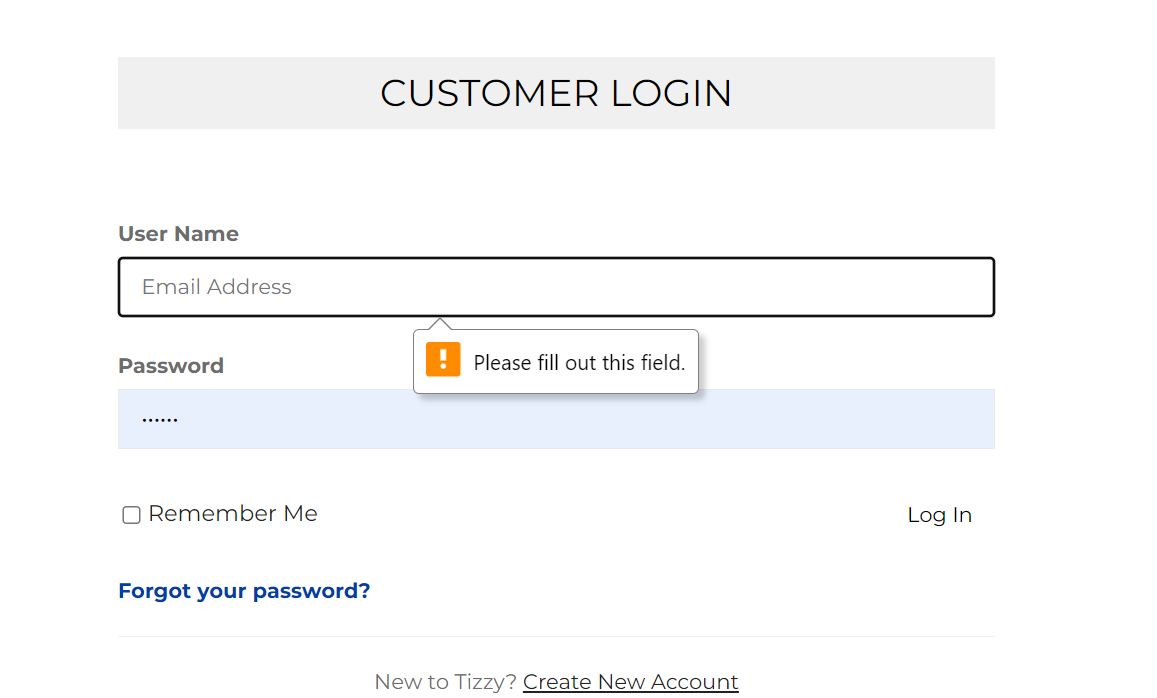 CUSTOMER LOGIN
User Name
Email Address
Please fill out this field.
Password
······
Remember Me
Log In
Forgot your password?
New to Tizzy? Create New Account